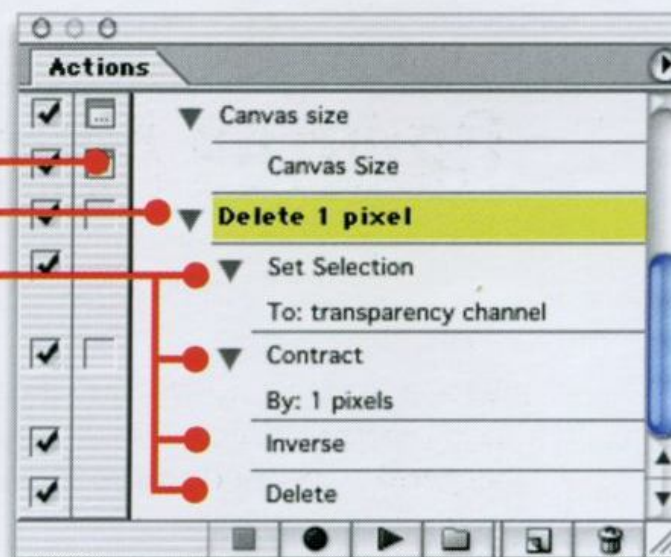 Actions
Canvas size
Canvas Size
Delete 1 pixel
Set Selection
To: transparency channel
Contract
By: 1 pixels
Inverse
Delete